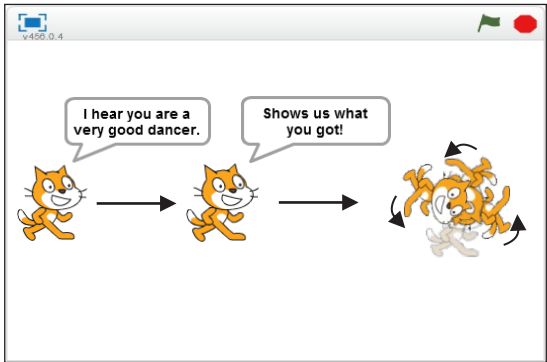 v456.0.4
I hear you are a
very good dancer.
Shows us what
you got!